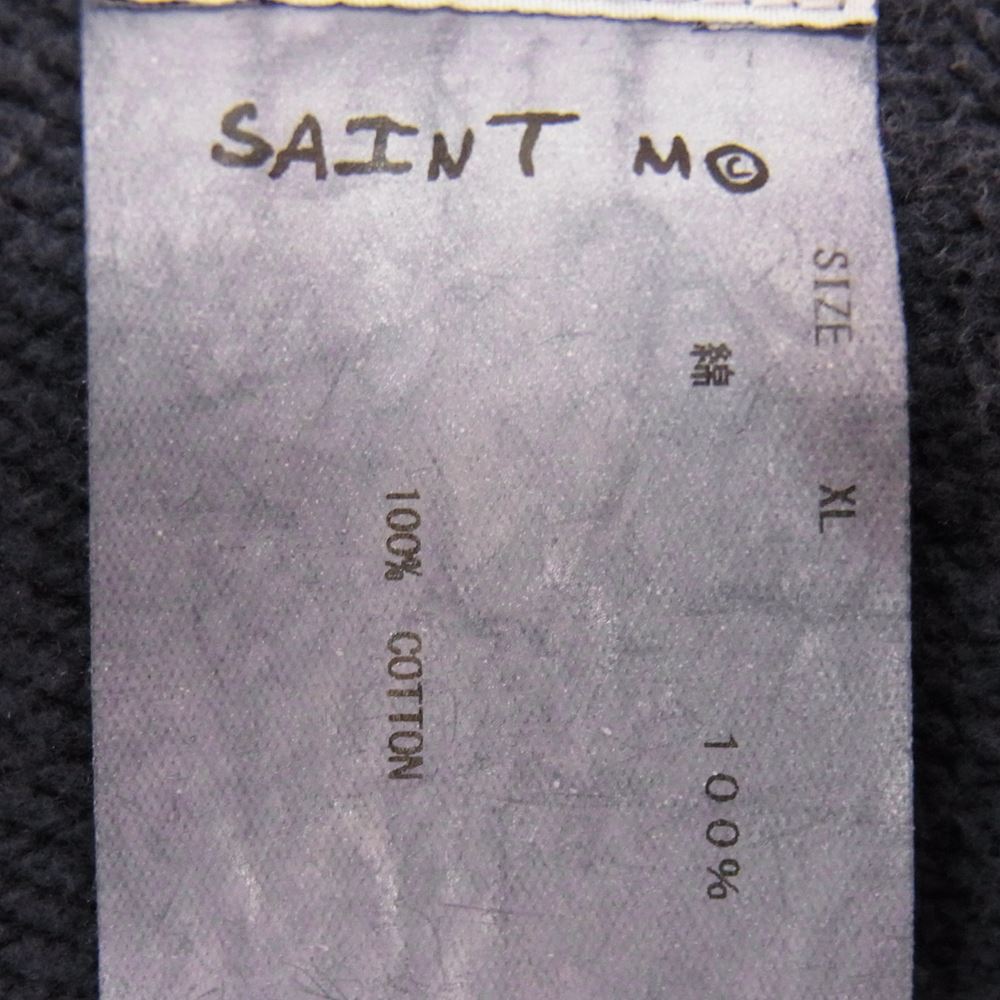 SAINT M©
SIZE XL
綿 100%
100% COTTON